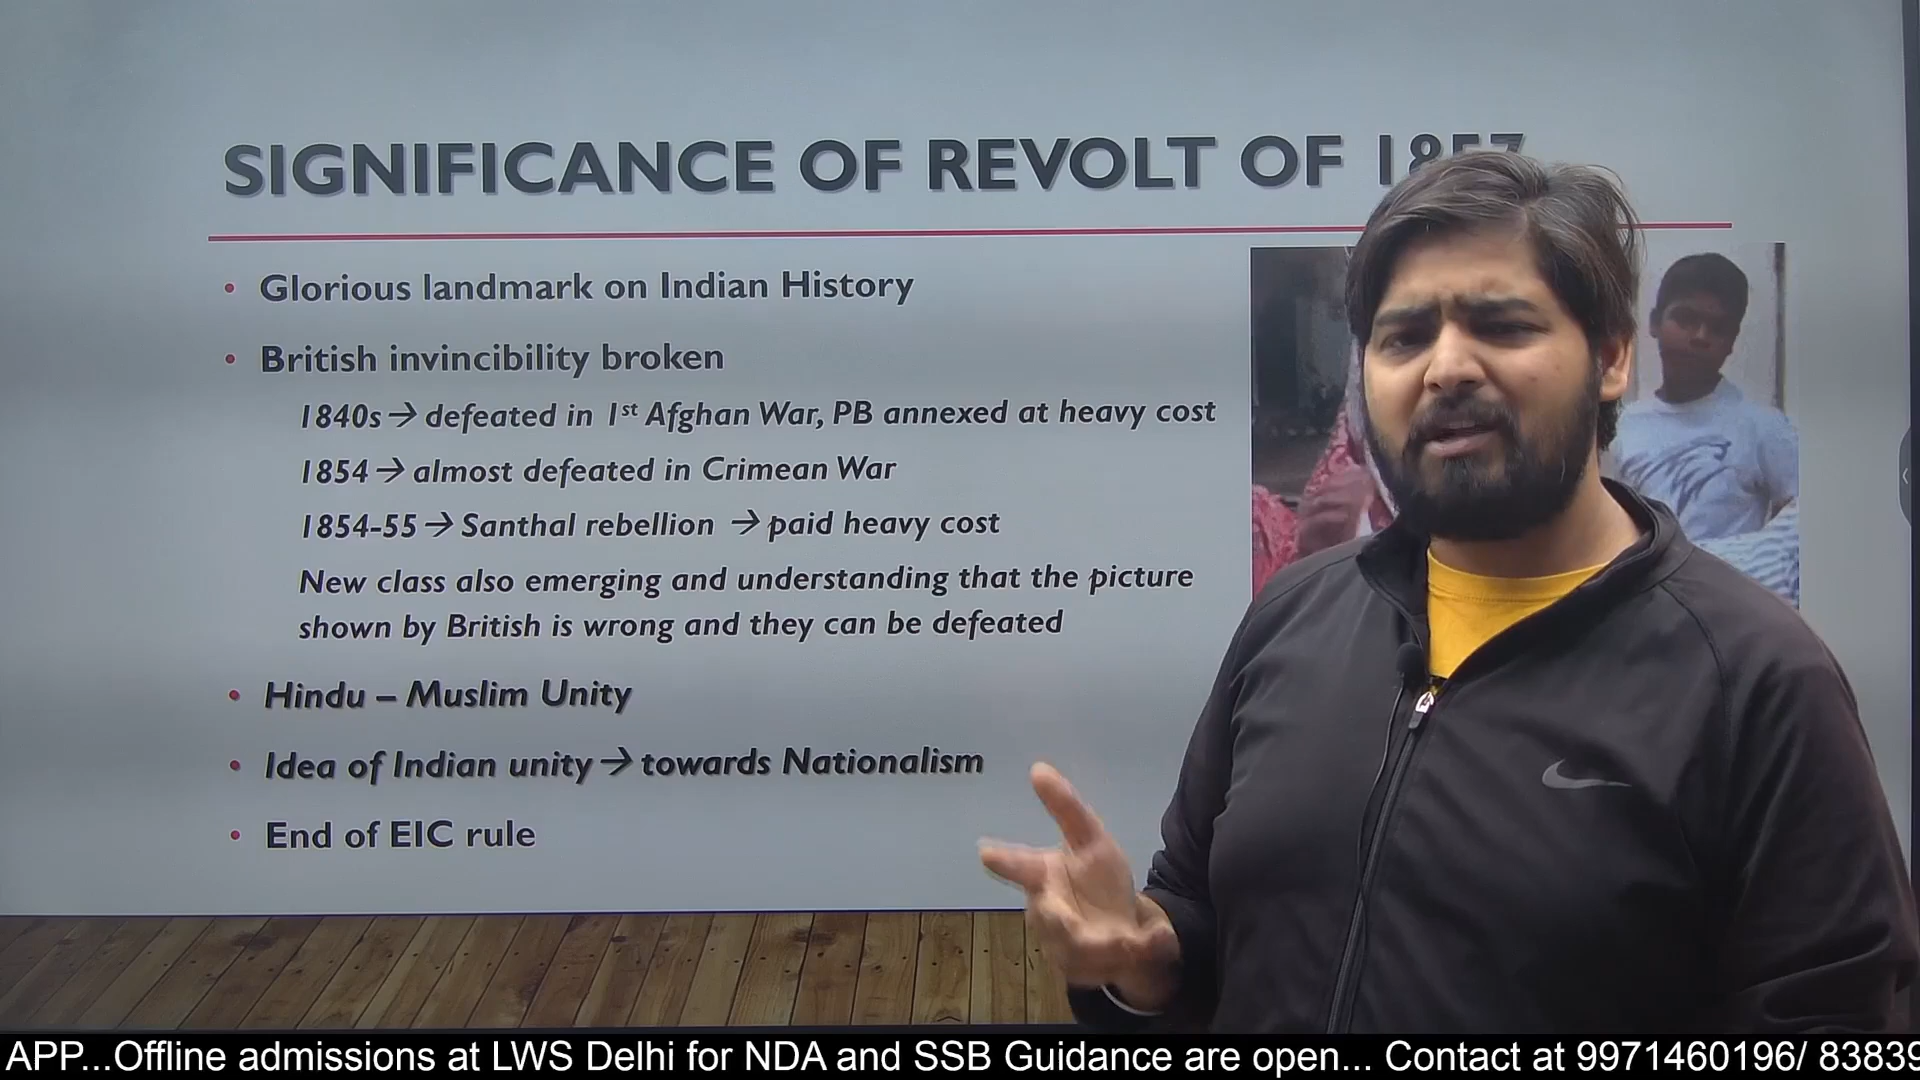 SIGNIFICANCE OF REVOLT OF 1857
• Glorious landmark on Indian History
• British invincibility broken
1840s → defeated in 1st Afghan War, PB annexed at heavy cost
1854 → almost defeated in Crimean War
1854-55 → Santhal rebellion → paid heavy cost
New class also emerging and understanding that the picture
shown by British is wrong and they can be defeated
• Hindu – Muslim Unity
• Idea of Indian unity → towards Nationalism
• End of EIC rule
APP...Offline admissions at LWS Delhi for NDA and SSB Guidance are open... Contact at 9971460196/ 83839